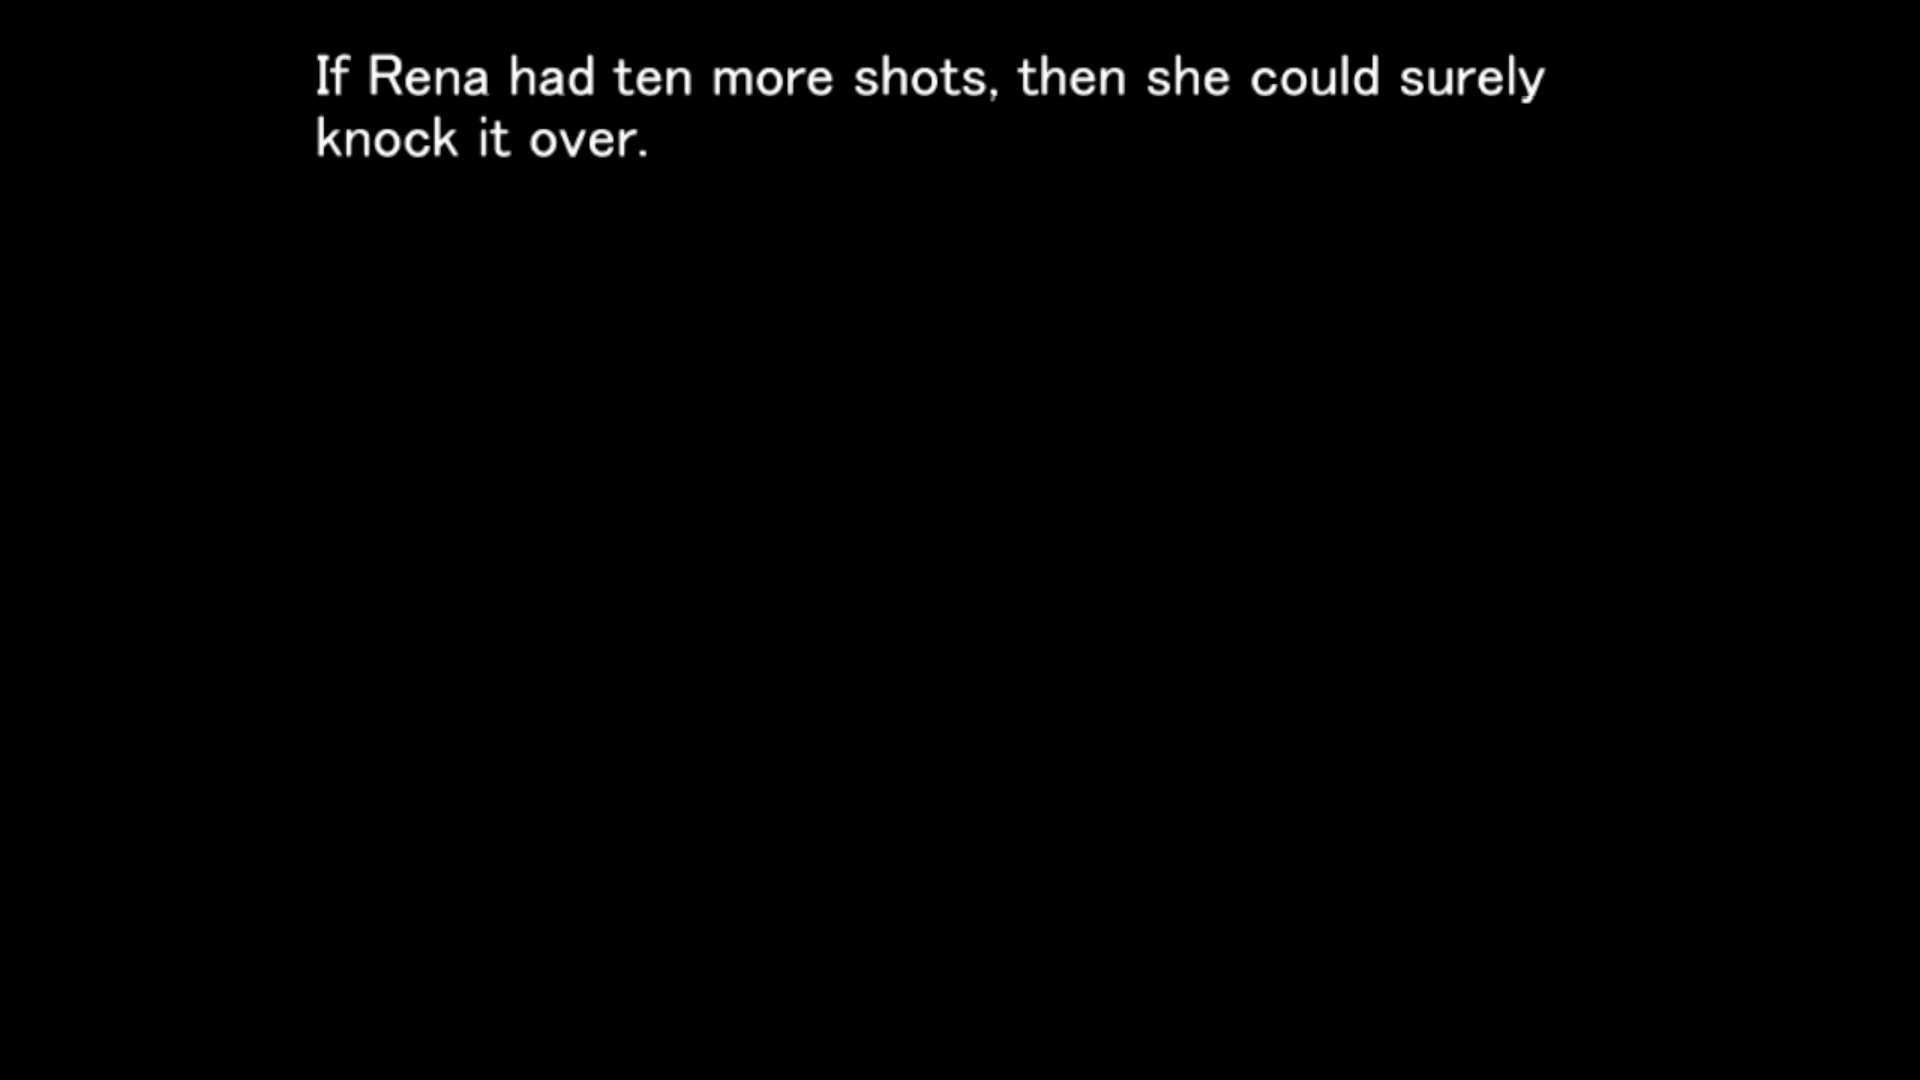 If Rena had ten more shots, then she could surely
knock it over.